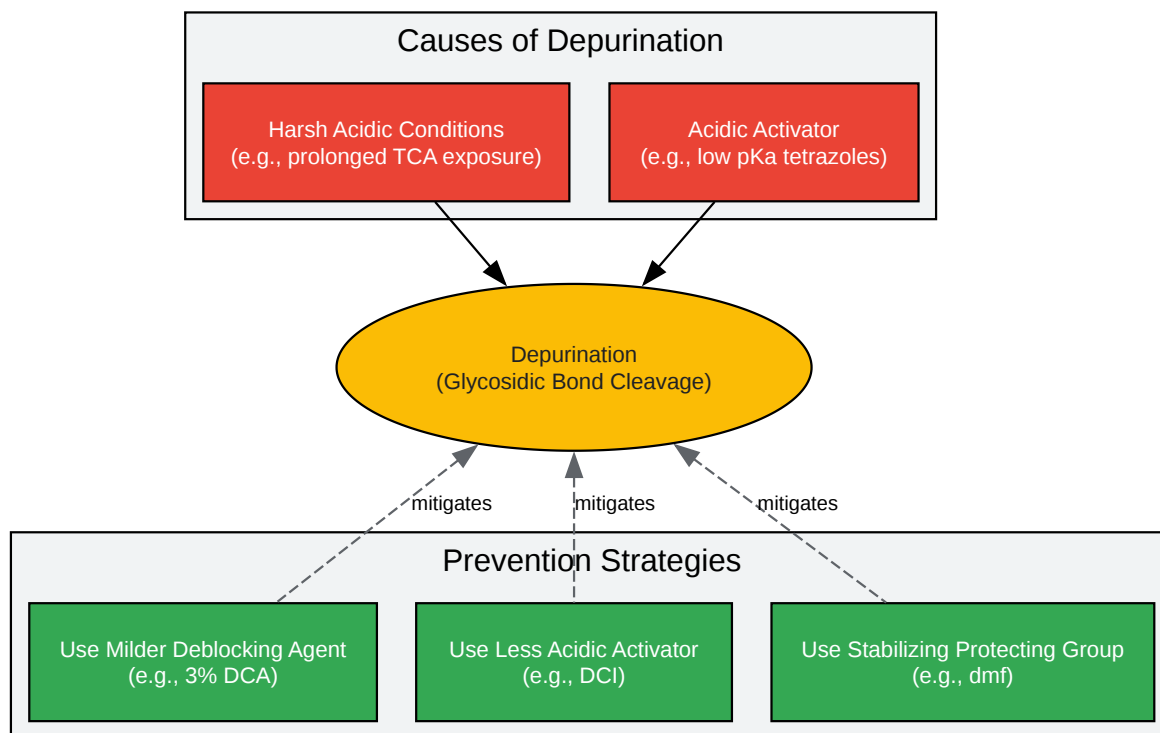 Causes of Depurination
Harsh Acidic Conditions
(e.g., prolonged TCA exposure)
Acidic Activator
(e.g., low pKa tetrazoles)
Depurination
(Glycosidic Bond Cleavage)
mitigates
mitigates
mitigates
Prevention Strategies
Use Milder Deblocking Agent
(e.g., 3% DCA)
Use Less Acidic Activator
(e.g., DCI)
Use Stabilizing Protecting Group
(e.g., dmf)